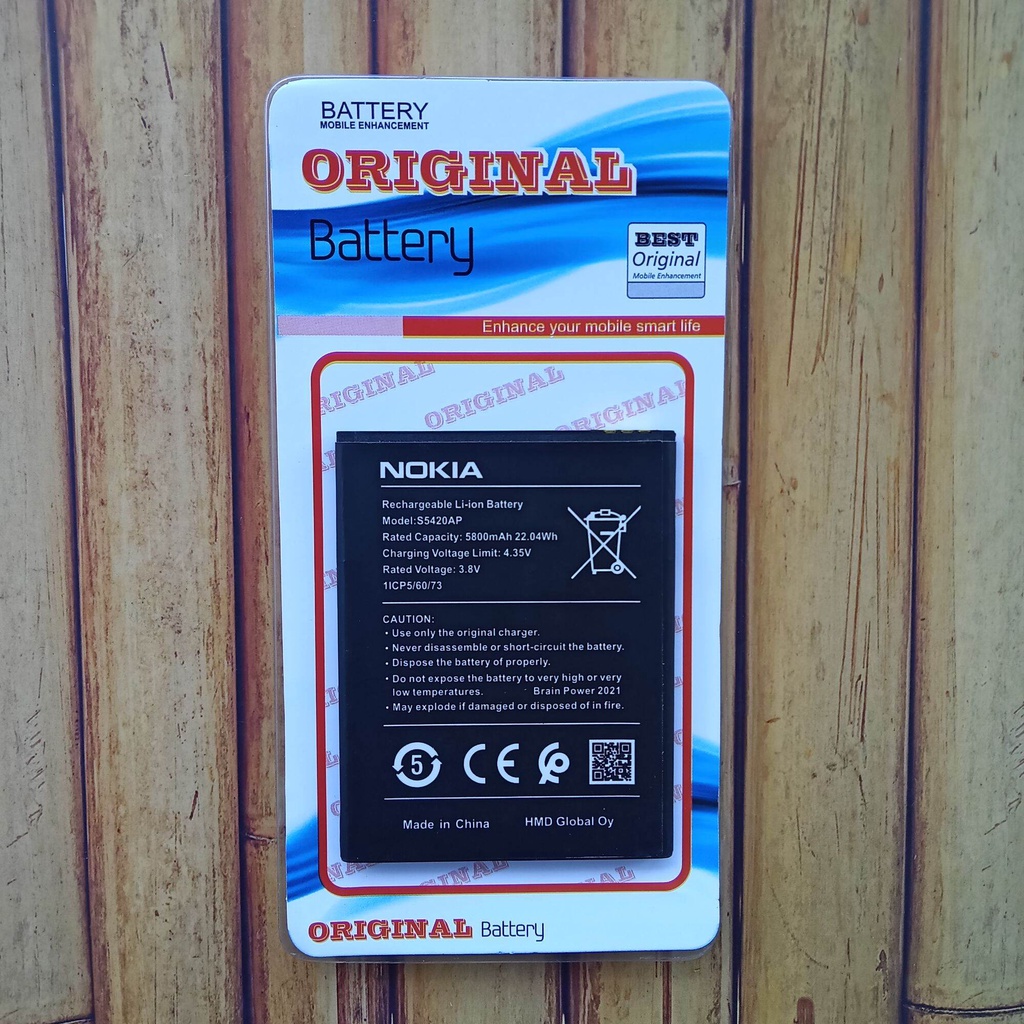 BATTERY
MOBILE ENHANCEMENT
ORIGINAL
Battery
BEST
Original
Mobile Enhancement
Enhance your mobile smart life
ORIGINAL
ORIGINAL
ORIGINAL
NOKIA
Rechargeable Li-ion Battery
Model:S5420AP
Rated Capacity: 5800mAh 22.04Wh
Charging Voltage Limit: 4.35V
Rated Voltage: 3.8V
1ICP5/60/73
CAUTION:
• Use only the original charger.
• Never disassemble or short-circuit the battery.
• Dispose the battery of properly.
• Do not expose the battery to very high or very
low temperatures. Brain Power 2021
• May explode if damaged or disposed of in fire.
5 CE
Made in China HMD Global Oy
ORIGINAL Battery